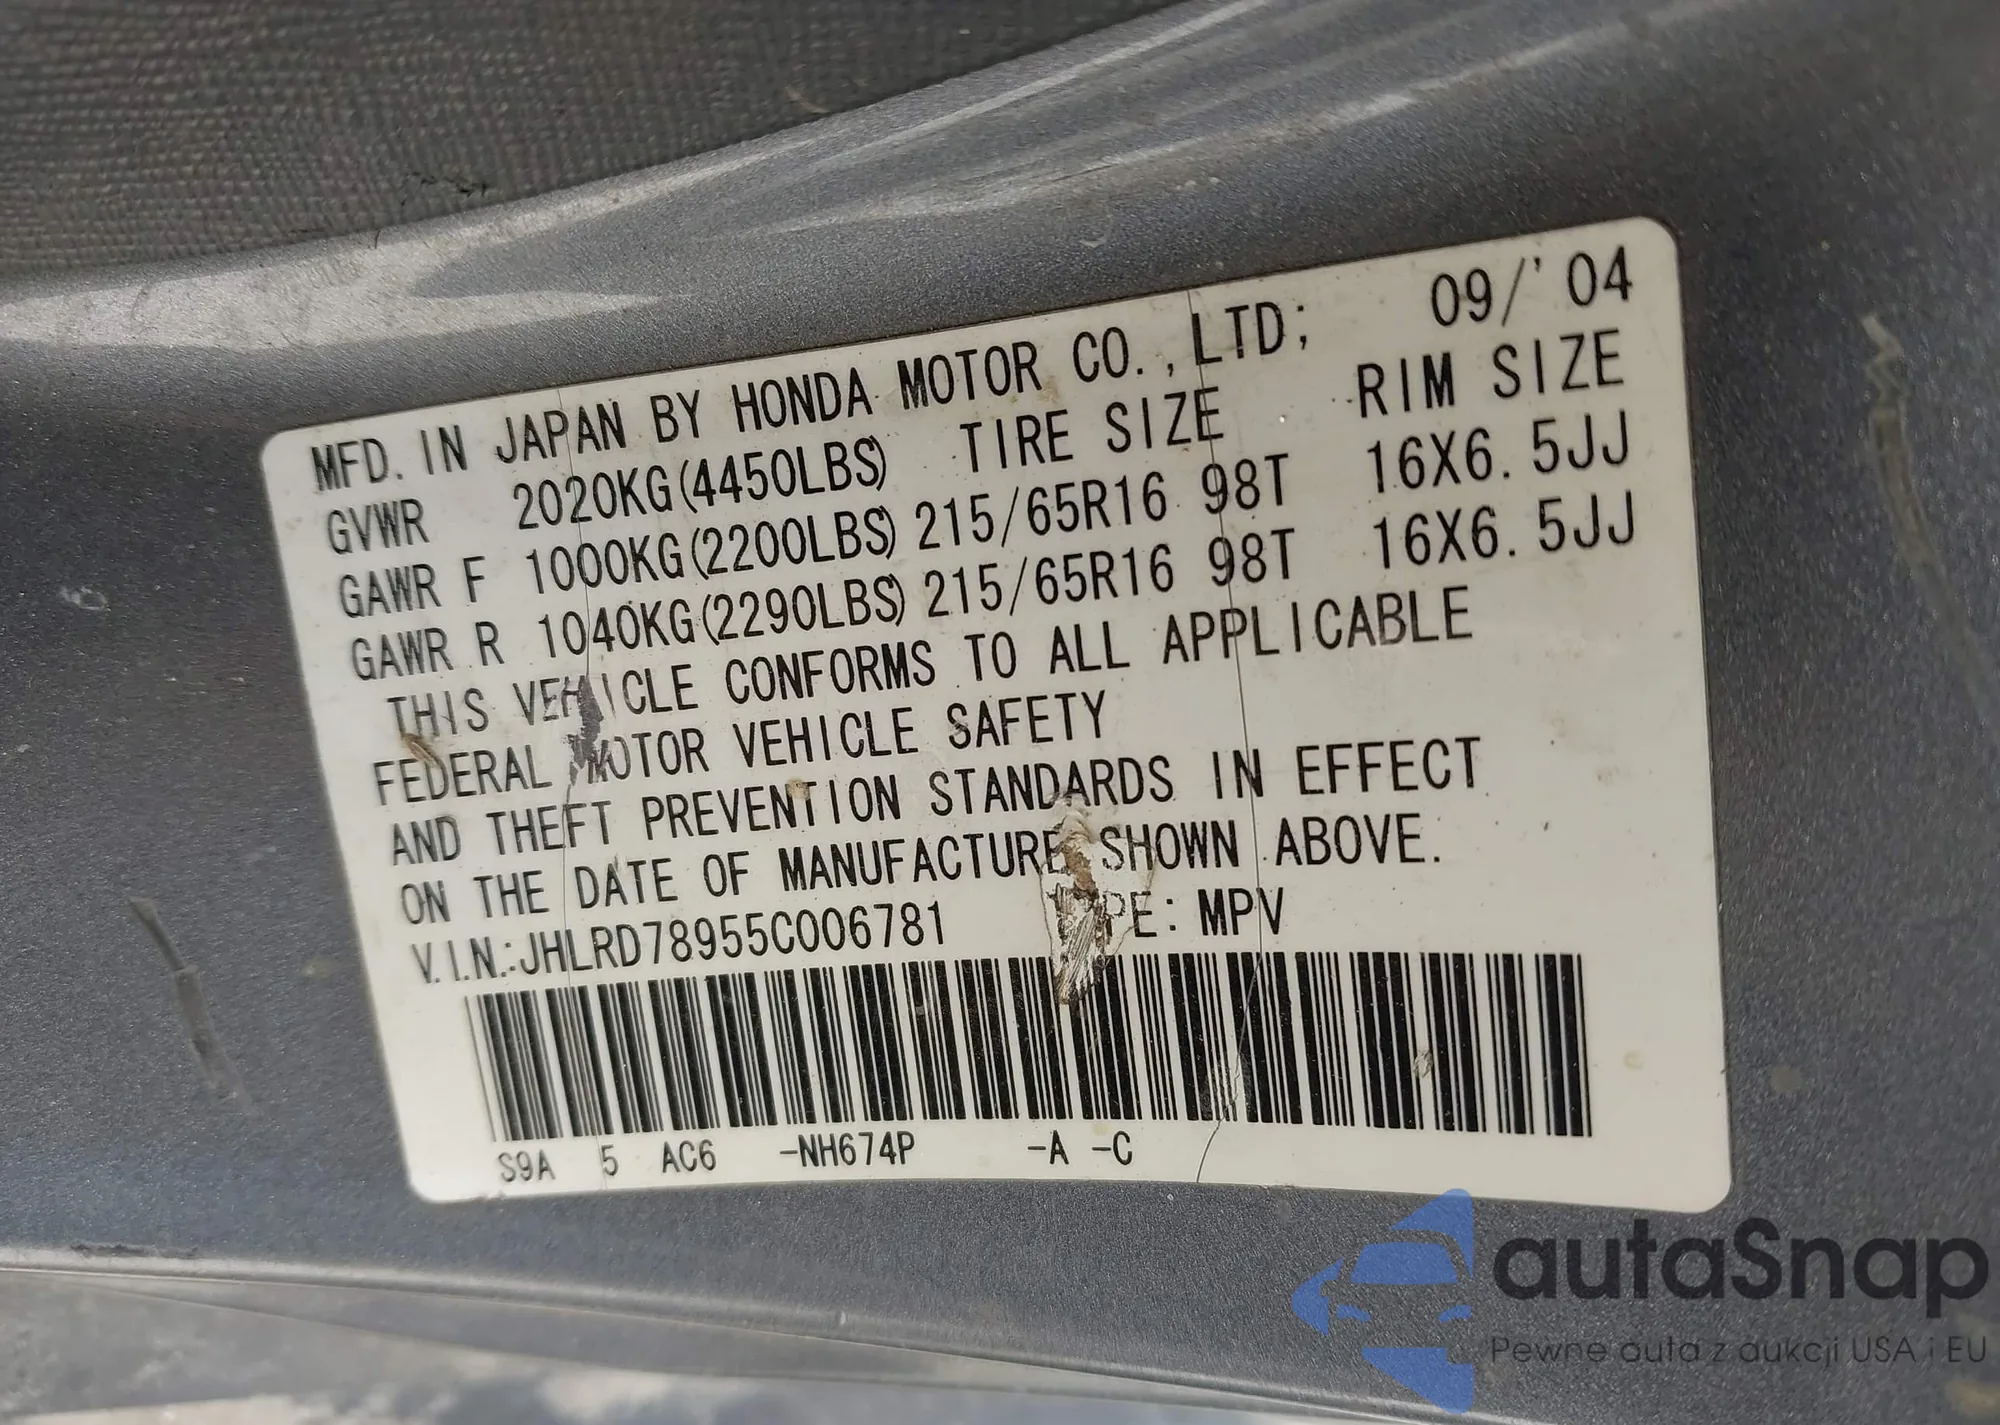 MFD. IN JAPAN BY HONDA MOTOR CO.,LTD; 09/'04
GVWR 2020KG(4450LBS) TIRE SIZE RIM SIZE
GAWR F 1000KG(2200LBS) 215/65R16 98T 16X6.5JJ
GAWR R 1040KG(2290LBS) 215/65R16 98T 16X6.5JJ
THIS VEHICLE CONFORMS TO ALL APPLICABLE
FEDERAL MOTOR VEHICLE SAFETY
AND THEFT PREVENTION STANDARDS IN EFFECT
ON THE DATE OF MANUFACTURE SHOWN ABOVE.
V.I.N.:JHLRD78955C006781 TYPE: MPV
S9A 5 AC6 -NH674P -A -C
autaSnap
Pewne auta z aukcji USA i EU